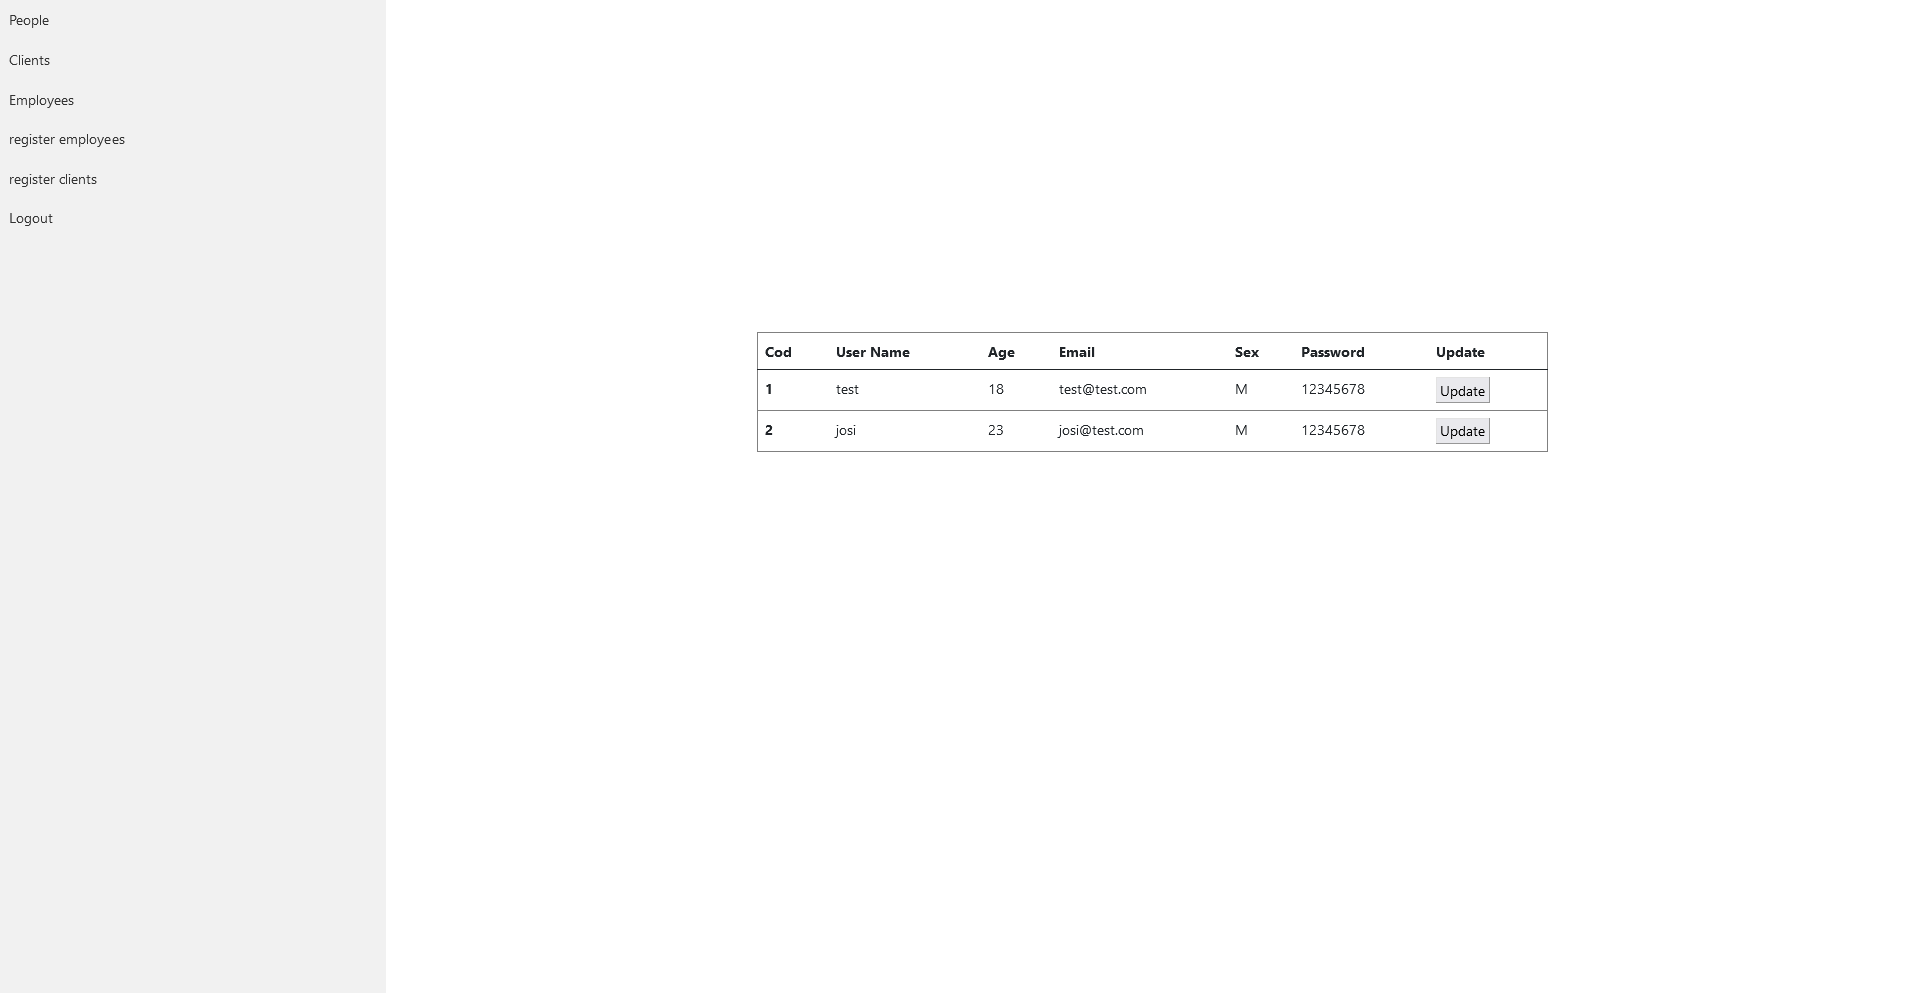 People
Clients
Employees
register employees
register clients
Logout
Cod User Name Age Email Sex Password Update
1 test 18 test@test.com M 12345678 Update
2 josi 23 josi@test.com M 12345678 Update